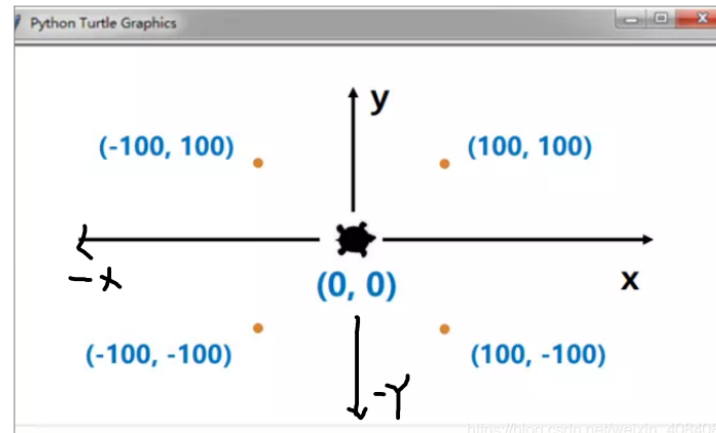 Python Turtle Graphics
y
(-100, 100)
(100, 100)
-x
(0, 0)
x
(-100, -100)
(100, -100)
-Y